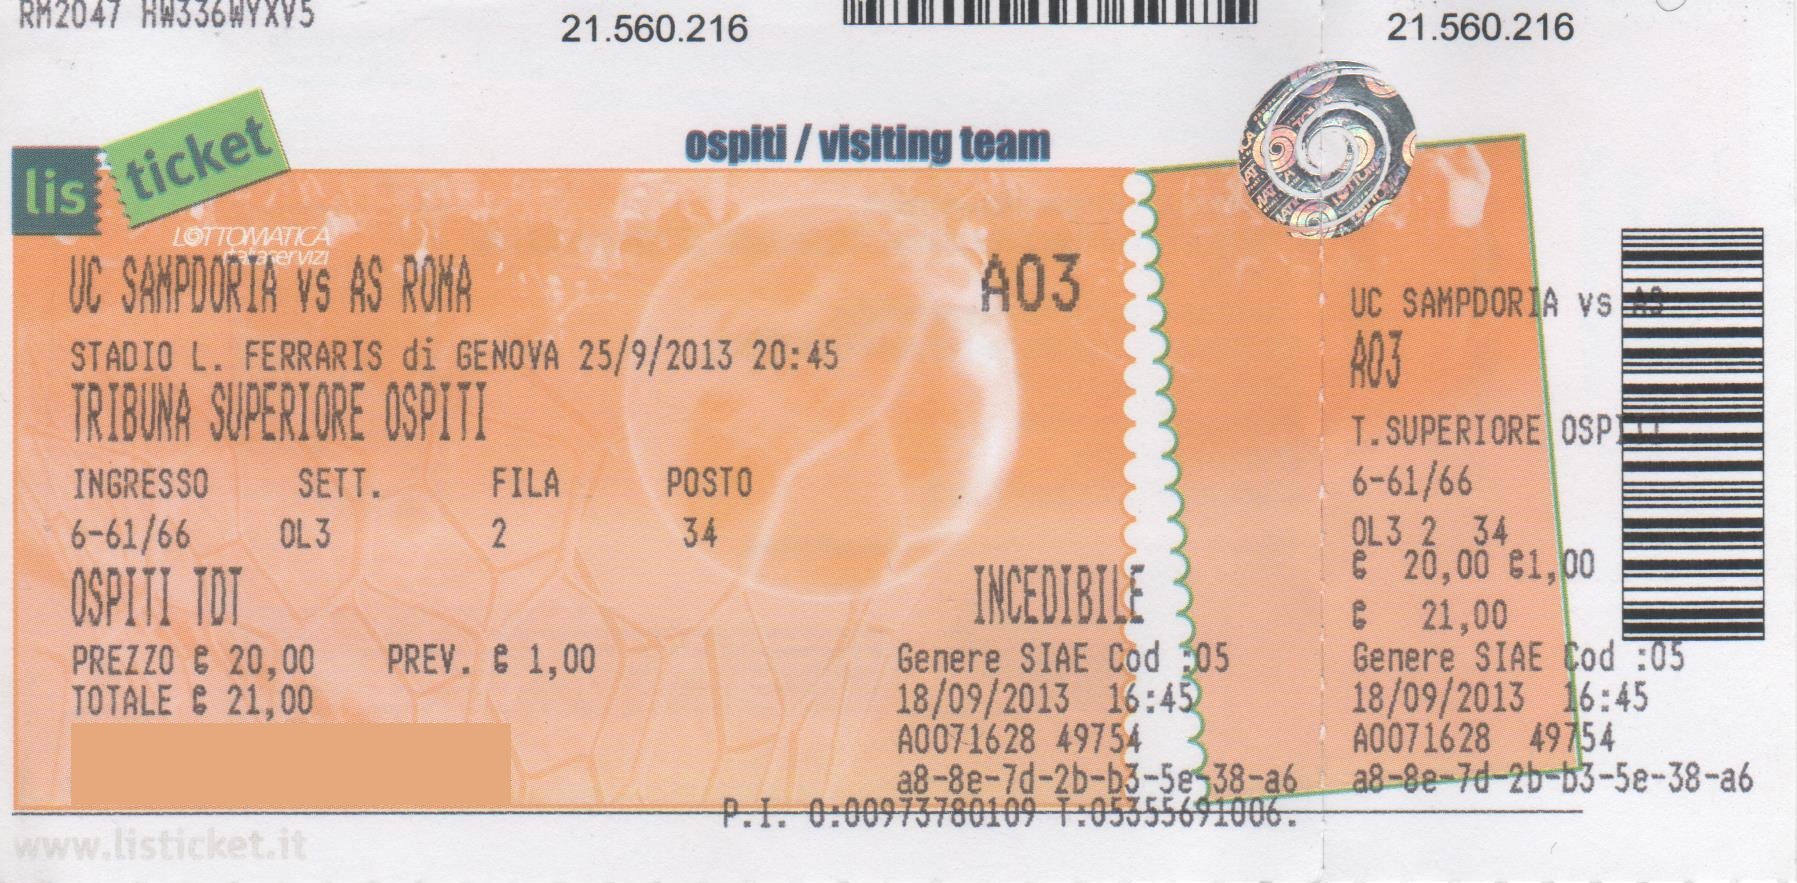 RM2047 HW336WYXV5
21.560.216
21.560.216
lis ticket
ospiti / visiting team
LOTTOMATICA
italiaservizi
UC SAMPDORIA vs AS ROMA
A03
STADIO L. FERRARIS di GENOVA 25/9/2013 20:45
TRIBUNA SUPERIORE OSPITI
INGRESSO SETT. FILA POSTO
6-61/66 OL3 2 34
OSPITI TDT
INCEDIBILE
PREZZO € 20,00 PREV. € 1,00
TOTALE € 21,00
Genere SIAE Cod :05
18/09/2013 16:45
A0071628 49754
a8-8e-7d-2b-b3-5e-38-a6
P.I. O:00973780109 T:05355691006.
www.listicket.it
UC SAMPDORIA vs AS
A03
T.SUPERIORE OSPITI
6-61/66
OL3 2 34
€ 20,00 €1,00
€ 21,00
Genere SIAE Cod :05
18/09/2013 16:45
A0071628 49754
a8-8e-7d-2b-b3-5e-38-a6